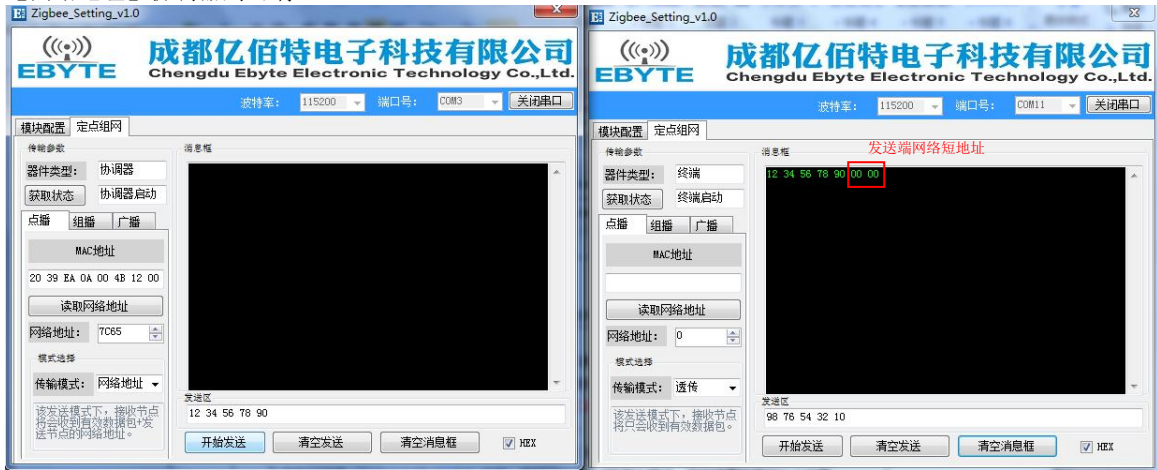 Zigbee_Setting_v1.0
EBYTE
成都亿佰特电子科技有限公司
Chengdu Ebyte Electronic Technology Co.,Ltd.
波特率： 115200 端口号： COM3 关闭串口
模块配置 定点组网
传输参数
器件类型： 协调器
获取状态 协调器启动
点播 组播 广播
MAC地址
20 39 EA 0A 00 4B 12 00
读取网络地址
网络地址： 7C65
模式选择
传输模式： 网络地址
该发送模式下，接收节点
将会收到有效数据包+发
送节点的网络地址。
消息框
发送区
12 34 56 78 90
开始发送 清空发送 清空消息框 HEX
Zigbee_Setting_v1.0
EBYTE
成都亿佰特电子科技有限公司
Chengdu Ebyte Electronic Technology Co.,Ltd.
波特率： 115200 端口号： COM11 关闭串口
模块配置 定点组网
传输参数
器件类型： 终端
获取状态 终端启动
点播 组播 广播
MAC地址
读取网络地址
网络地址： 0
模式选择
传输模式： 透传
该发送模式下，接收节点
将只会收到有效数据包。
消息框
发送端网络短地址
12 34 56 78 90 00 00
发送区
98 76 54 32 10
开始发送 清空发送 清空消息框 HEX